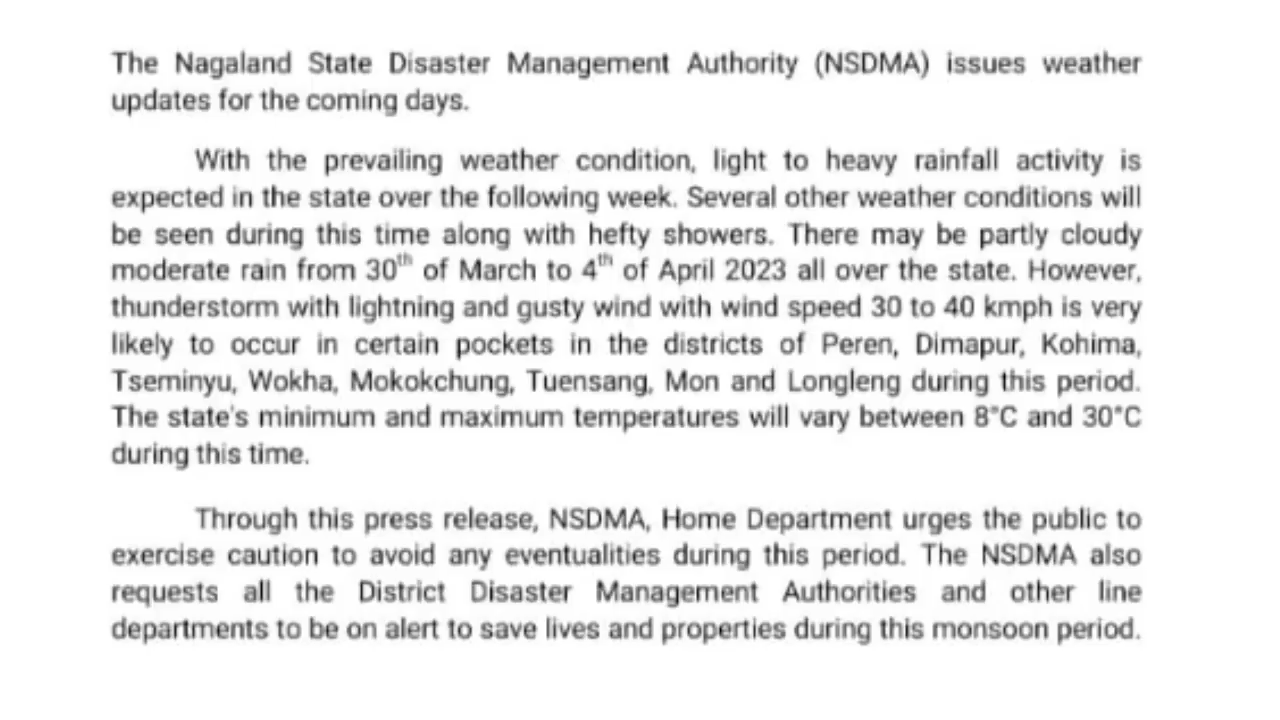 The Nagaland State Disaster Management Authority (NSDMA) issues weather
updates for the coming days.
With the prevailing weather condition, light to heavy rainfall activity is
expected in the state over the following week. Several other weather conditions will
be seen during this time along with hefty showers. There may be partly cloudy
moderate rain from 30th of March to 4th of April 2023 all over the state. However,
thunderstorm with lightning and gusty wind with wind speed 30 to 40 kmph is very
likely to occur in certain pockets in the districts of Peren, Dimapur, Kohima,
Tseminyu, Wokha, Mokokchung, Tuensang, Mon and Longleng during this period.
The state's minimum and maximum temperatures will vary between 8°C and 30°C
during this time.
Through this press release, NSDMA, Home Department urges the public to
exercise caution to avoid any eventualities during this period. The NSDMA also
requests all the District Disaster Management Authorities and other line
departments to be on alert to save lives and properties during this monsoon period.